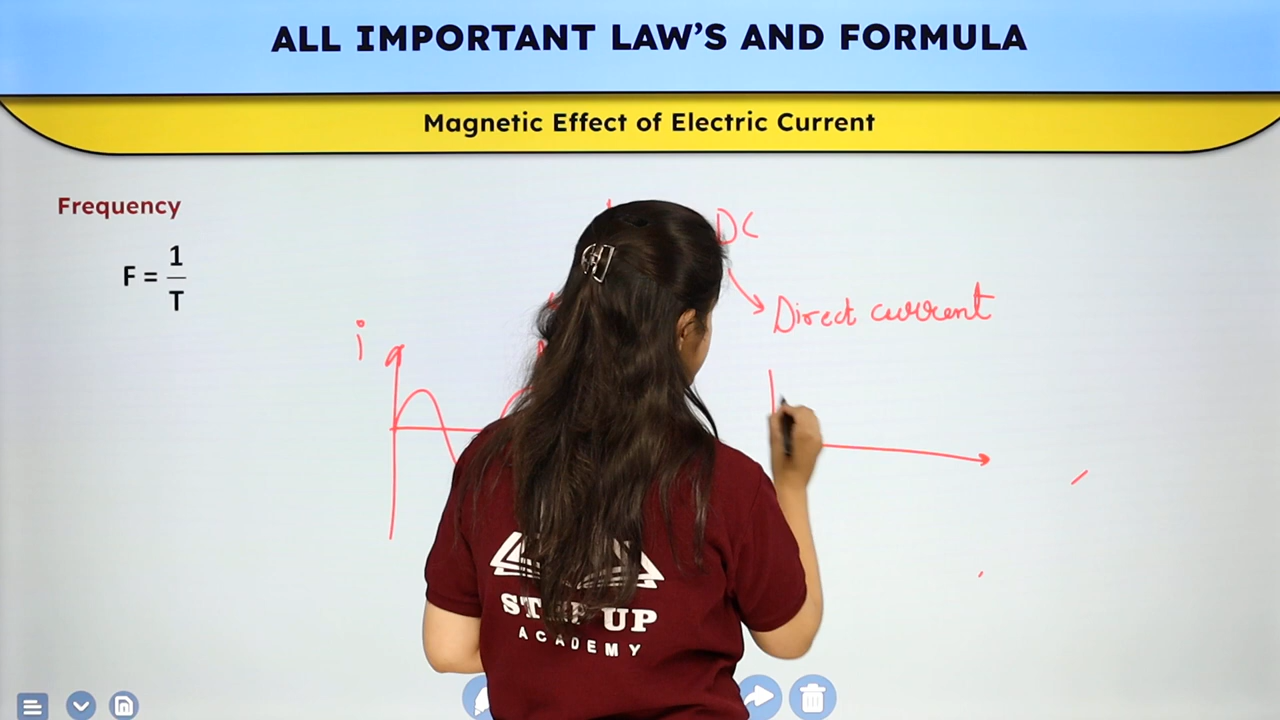 ALL IMPORTANT LAW'S AND FORMULA
Magnetic Effect of Electric Current
Frequency
F = 1/T
DC
Direct current
i
STEP UP
ACADEMY